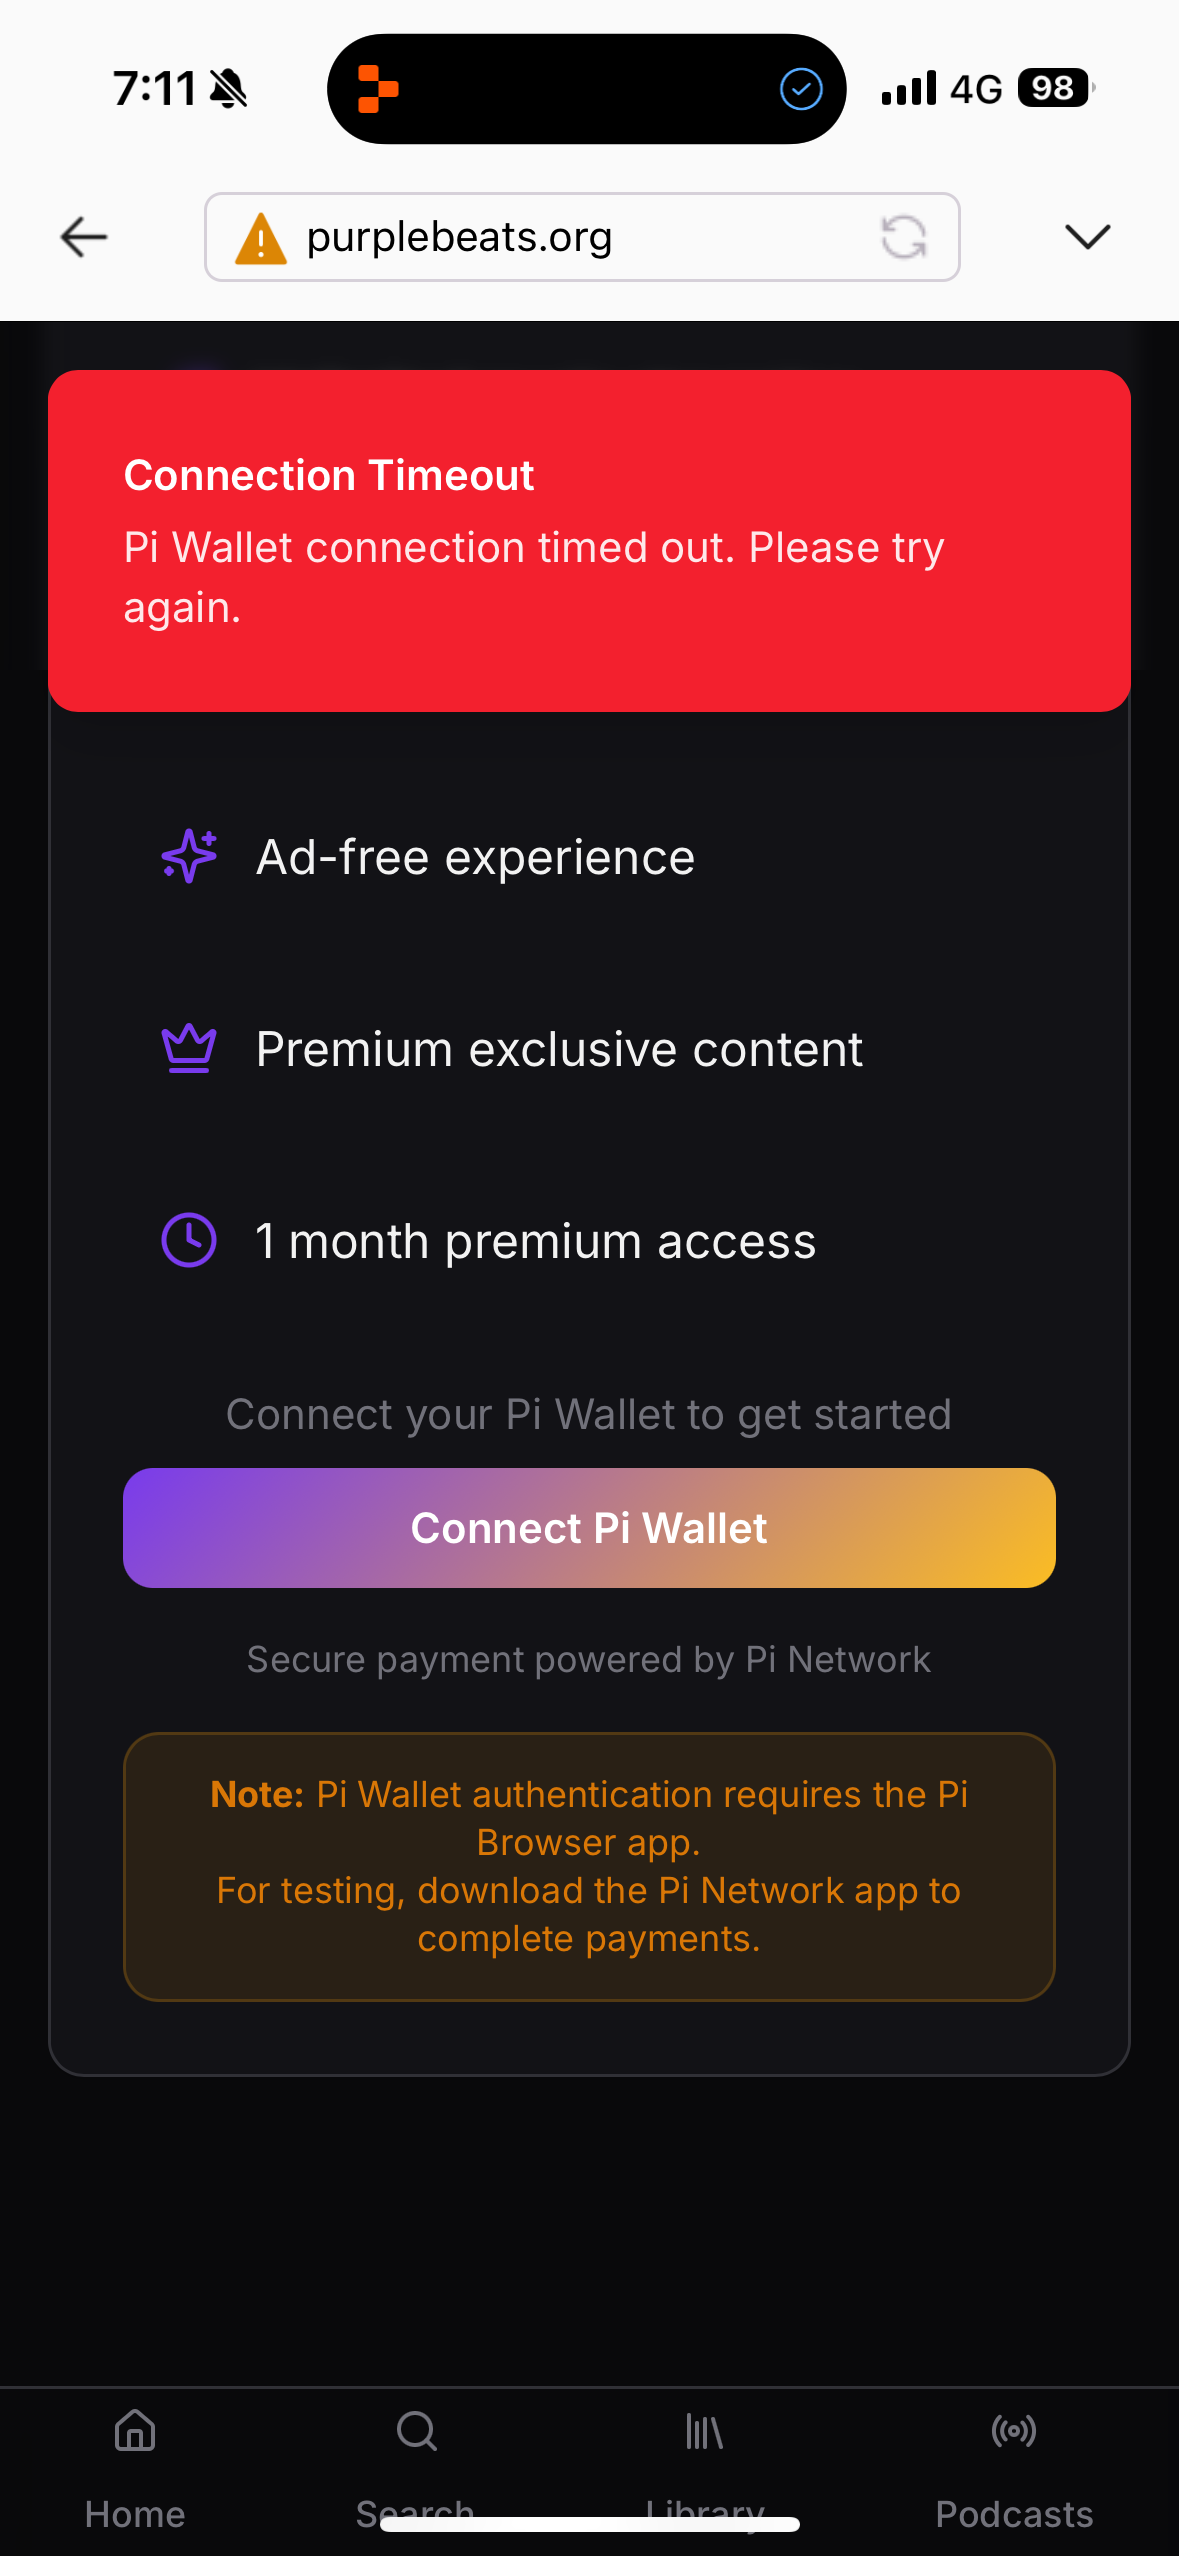 7:11
4G
98
purplebeats.org
Connection Timeout
Pi Wallet connection timed out. Please try
again.
Ad-free experience
Premium exclusive content
1 month premium access
Connect your Pi Wallet to get started
Connect Pi Wallet
Secure payment powered by Pi Network
Note: Pi Wallet authentication requires the Pi
Browser app.
For testing, download the Pi Network app to
complete payments.
Home
Search
Library
Podcasts